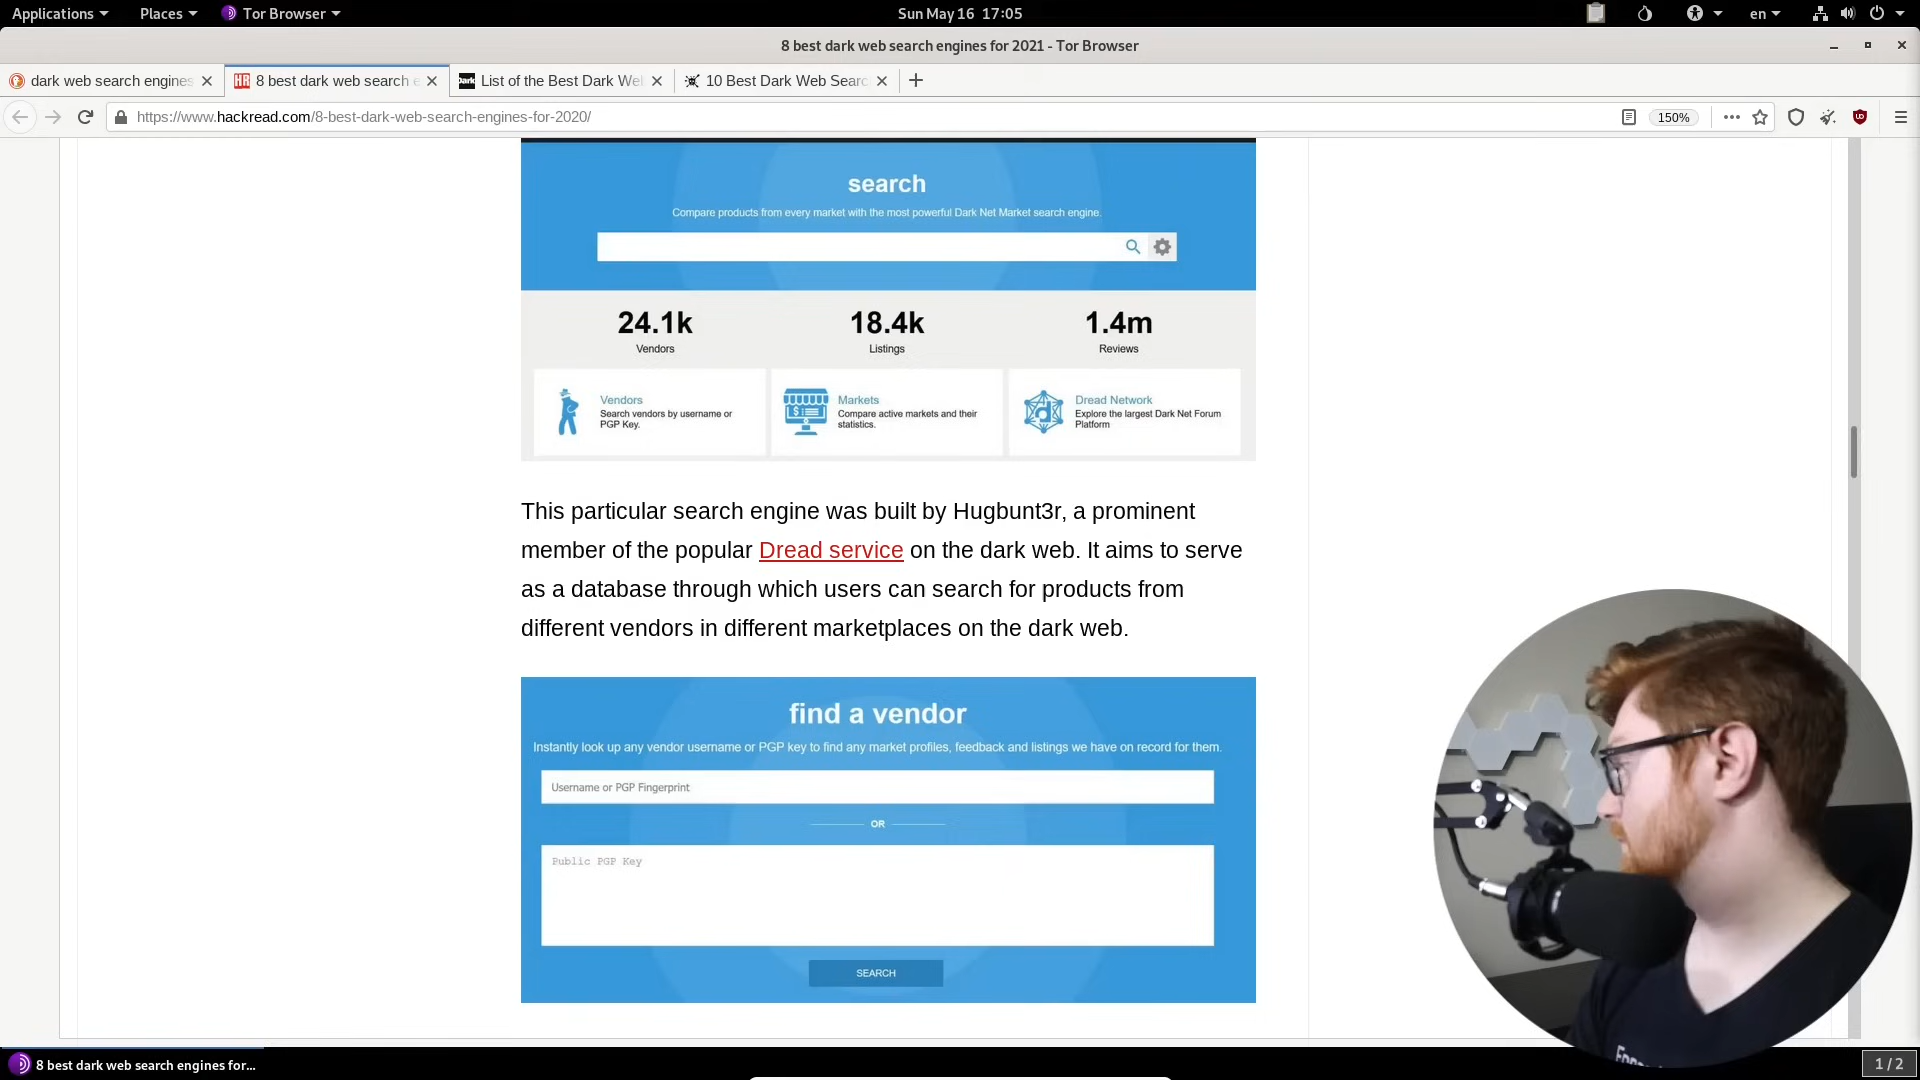 Applications
Places
Tor Browser
Sun May 16 17:05
en
8 best dark web search engines for 2021 - Tor Browser
dark web search engines
8 best dark web search e
List of the Best Dark We
10 Best Dark Web Searc
https://www.hackread.com/8-best-dark-web-search-engines-for-2020/
150%
search
Compare products from every market with the most powerful Dark Net Market search engine.
24.1k
18.4k
1.4m
Vendors
Listings
Reviews
Vendors
Search vendors by username or
PGP Key.
Markets
Compare active markets and their
statistics.
Dread Network
Explore the largest Dark Net Forum
Platform
This particular search engine was built by Hugbunt3r, a prominent
member of the popular Dread service on the dark web. It aims to serve
as a database through which users can search for products from
different vendors in different marketplaces on the dark web.
find a vendor
Instantly look up any vendor username or PGP key to find any market profiles, feedback and listings we have on record for them.
Username or PGP Fingerprint
OR
Public PGP Key
SEARCH
8 best dark web search engines for...
1 / 2